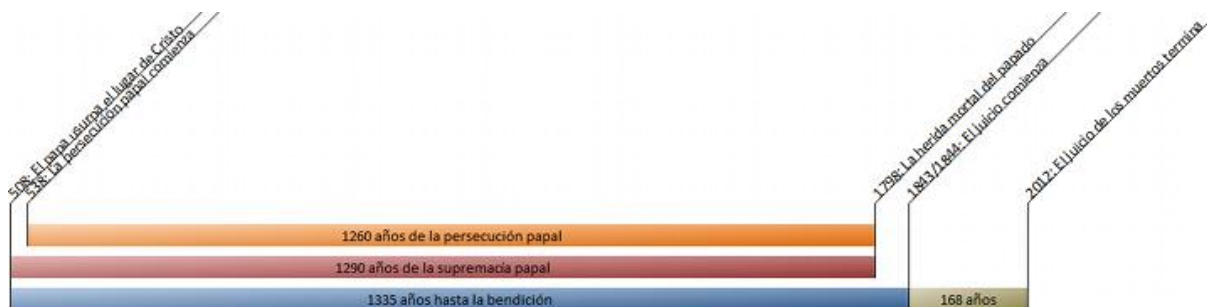 508: El papa usurpa el lugar de Cristo
538: La persecución papal comienza
1798: La herida mortal del papado
1843/1844: El juicio comienza
2012: El juicio de los muertos termina
1260 años de la persecución papal
1290 años de la supremacía papal
1335 años hasta la bendición
168 años